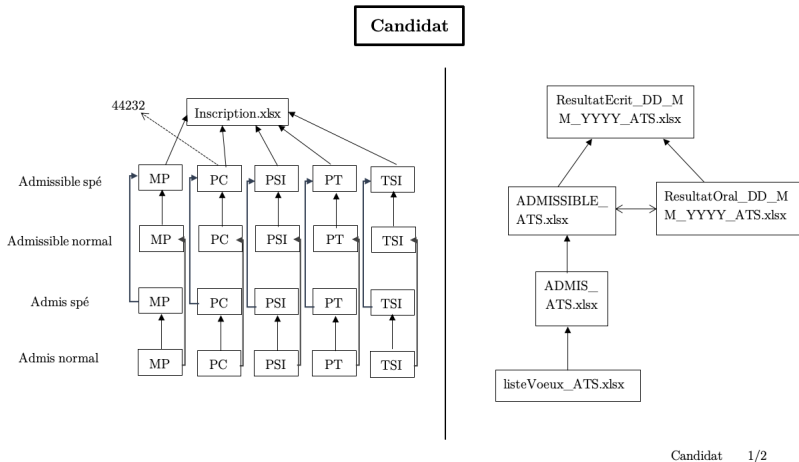 Candidat
44232
Inscription.xlsx
Admissible spé
MP
PC
PSI
PT
TSI
Admissible normal
MP
PC
PSI
PT
TSI
Admis spé
MP
PC
PSI
PT
TSI
Admis normal
MP
PC
PSI
PT
TSI
ResultatEcrit_DD_M
M_YYYY_ATS.xlsx
ADMISSIBLE_
ATS.xlsx
ResultatOral_DD_M
M_YYYY_ATS.xlsx
ADMIS_
ATS.xlsx
listeVoeux_ATS.xlsx
Candidat 1/2